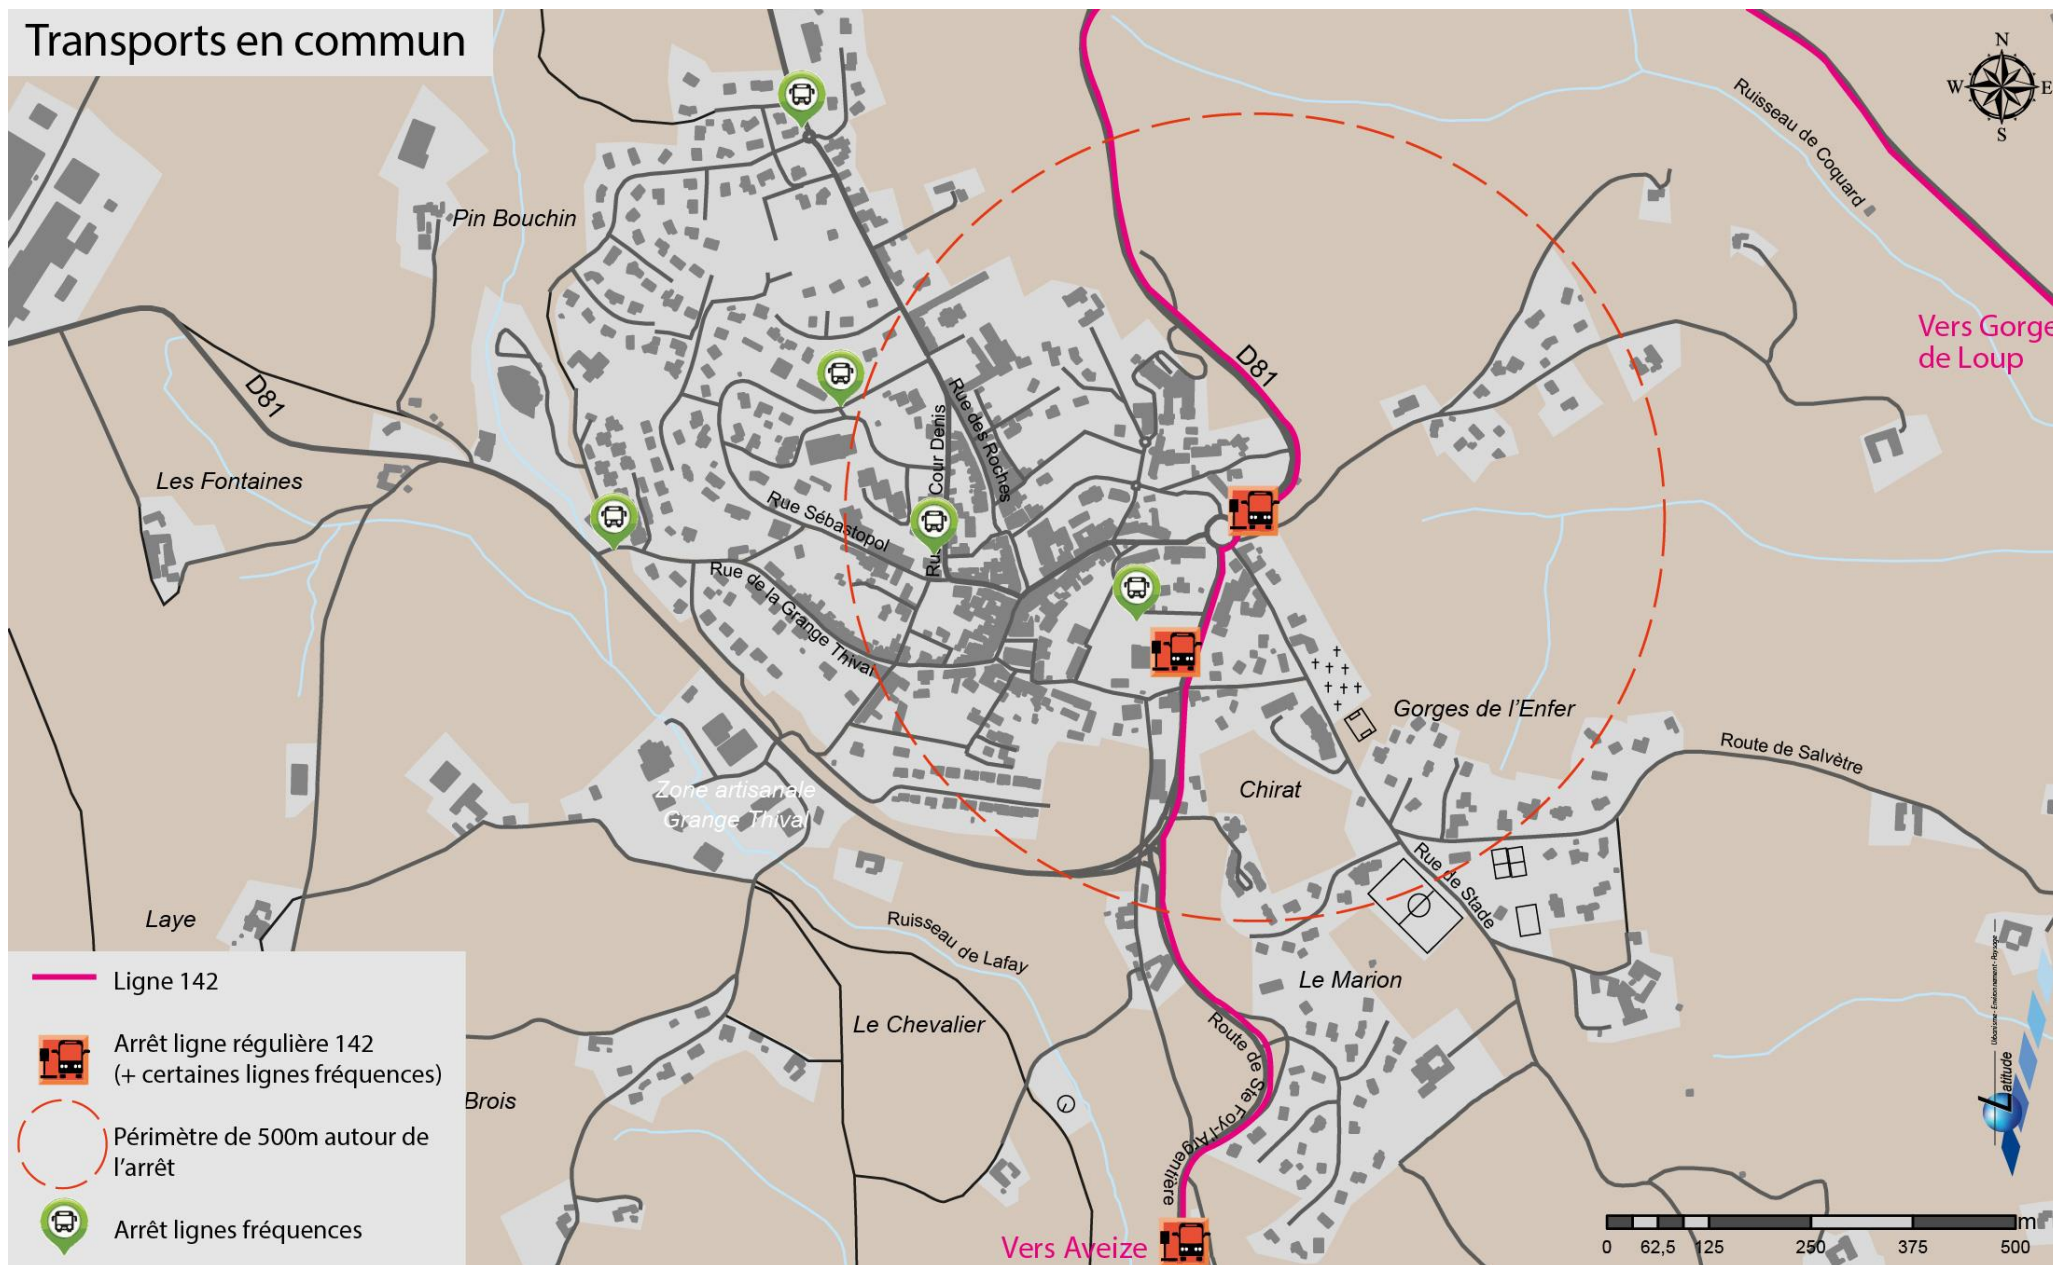 Transports en commun
N
W
E
S
Ruisseau de Coquard
Pin Bouchin
Vers Gorge
de Loup
D81
D81
Rue des Roches
Cour Denis
Les Fontaines
Rue Sébastopol
Rue de la Grange Thival
Gorges de l'Enfer
Route de Salvètre
Zone artisanale
Grange Thival
Chirat
Rue de Stade
Laye
Ruisseau de Lafay
Le Marion
Le Chevalier
Route de Ste Foy-l'Argentière
Brois
Vers Aveize
Ligne 142
Arrêt ligne régulière 142
(+ certaines lignes fréquences)
Périmètre de 500m autour de
l'arrêt
Arrêt lignes fréquences
Urbanisme - Environnement - Paysage
Latitude
m
0 62,5 125 250 375 500